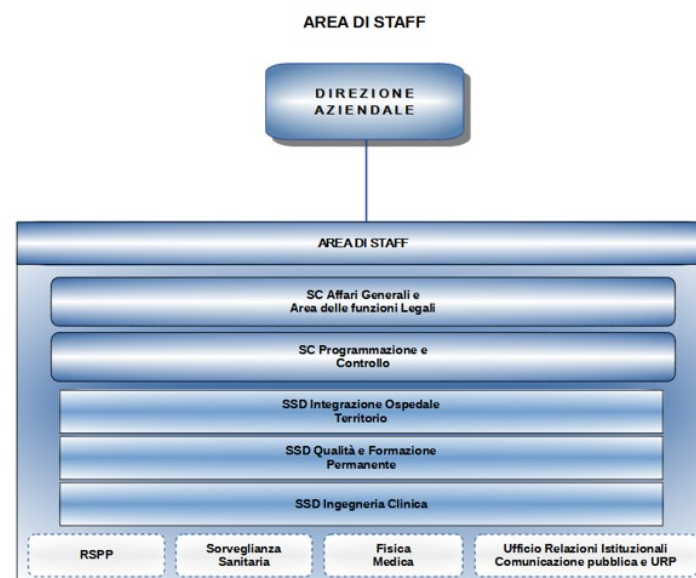 AREA DI STAFF
DIREZIONE
AZIENDALE
AREA DI STAFF
SC Affari Generali e
Area delle funzioni Legali
SC Programmazione e
Controllo
SSD Integrazione Ospedale
Territorio
SSD Qualità e Formazione
Permanente
SSD Ingegneria Clinica
RSPP
Sorveglianza
Sanitaria
Fisica
Medica
Ufficio Relazioni Istituzionali
Comunicazione pubblica e URP